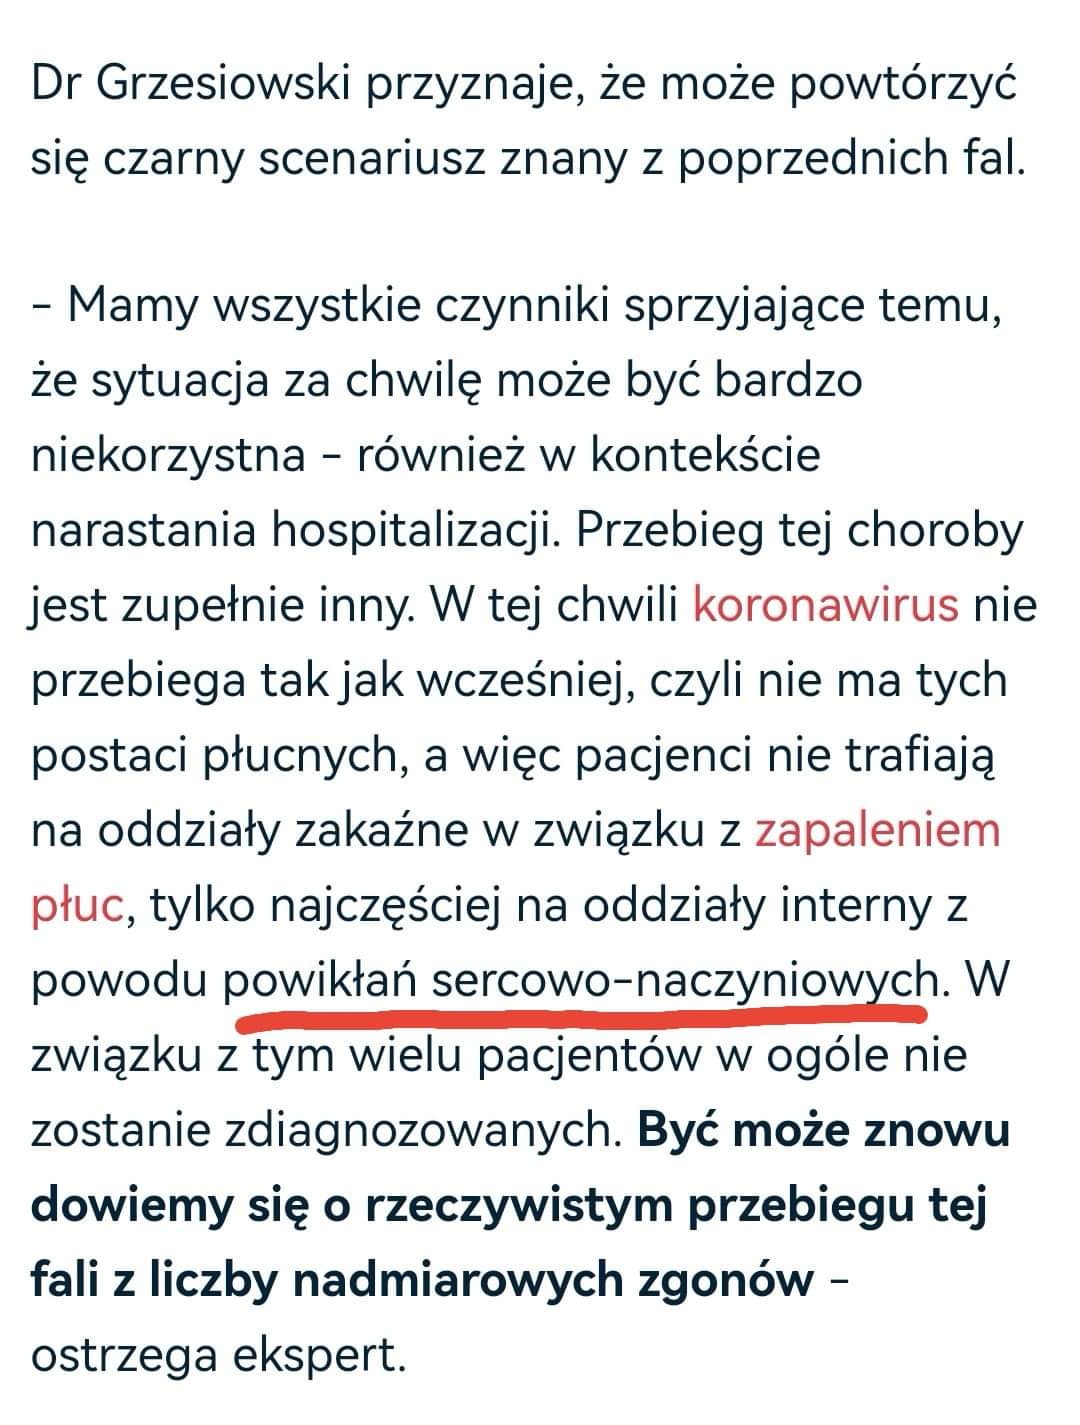 Dr Grzesiowski przyznaje, że może powtórzyć
się czarny scenariusz znany z poprzednich fal.
– Mamy wszystkie czynniki sprzyjające temu,
że sytuacja za chwilę może być bardzo
niekorzystna – również w kontekście
narastania hospitalizacji. Przebieg tej choroby
jest zupełnie inny. W tej chwili koronawirus nie
przebiega tak jak wcześniej, czyli nie ma tych
postaci płucnych, a więc pacjenci nie trafiają
na oddziały zakaźne w związku z zapaleniem
płuc, tylko najczęściej na oddziały interny z
powodu powikłań sercowo-naczyniowych. W
związku z tym wielu pacjentów w ogóle nie
zostanie zdiagnozowanych. Być może znowu
dowiemy się o rzeczywistym przebiegu tej
fali z liczby nadmiarowych zgonów –
ostrzega ekspert.